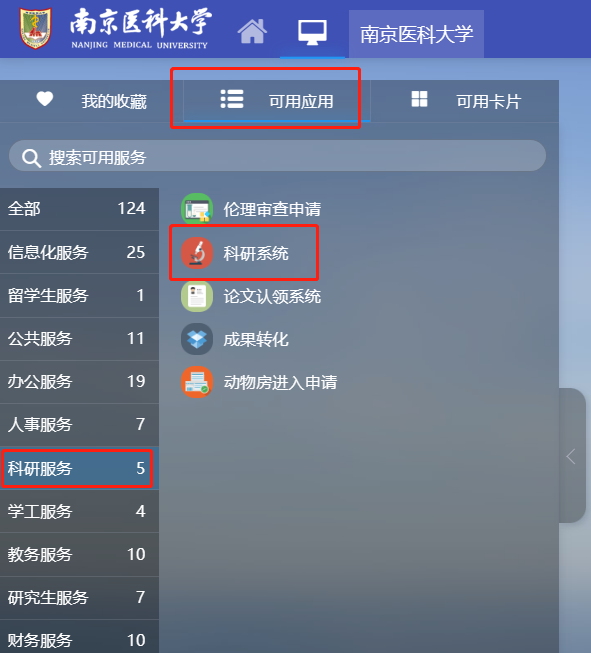 南京医科大学
NANJING MEDICAL UNIVERSITY
南京医科大学
我的收藏
可用应用
可用卡片
搜索可用服务
全部 124
信息化服务 25
留学生服务 1
公共服务 11
办公服务 19
人事服务 7
科研服务 5
学工服务 4
教务服务 10
研究生服务 7
财务服务 10
伦理审查申请
科研系统
论文认领系统
成果转化
动物房进入申请